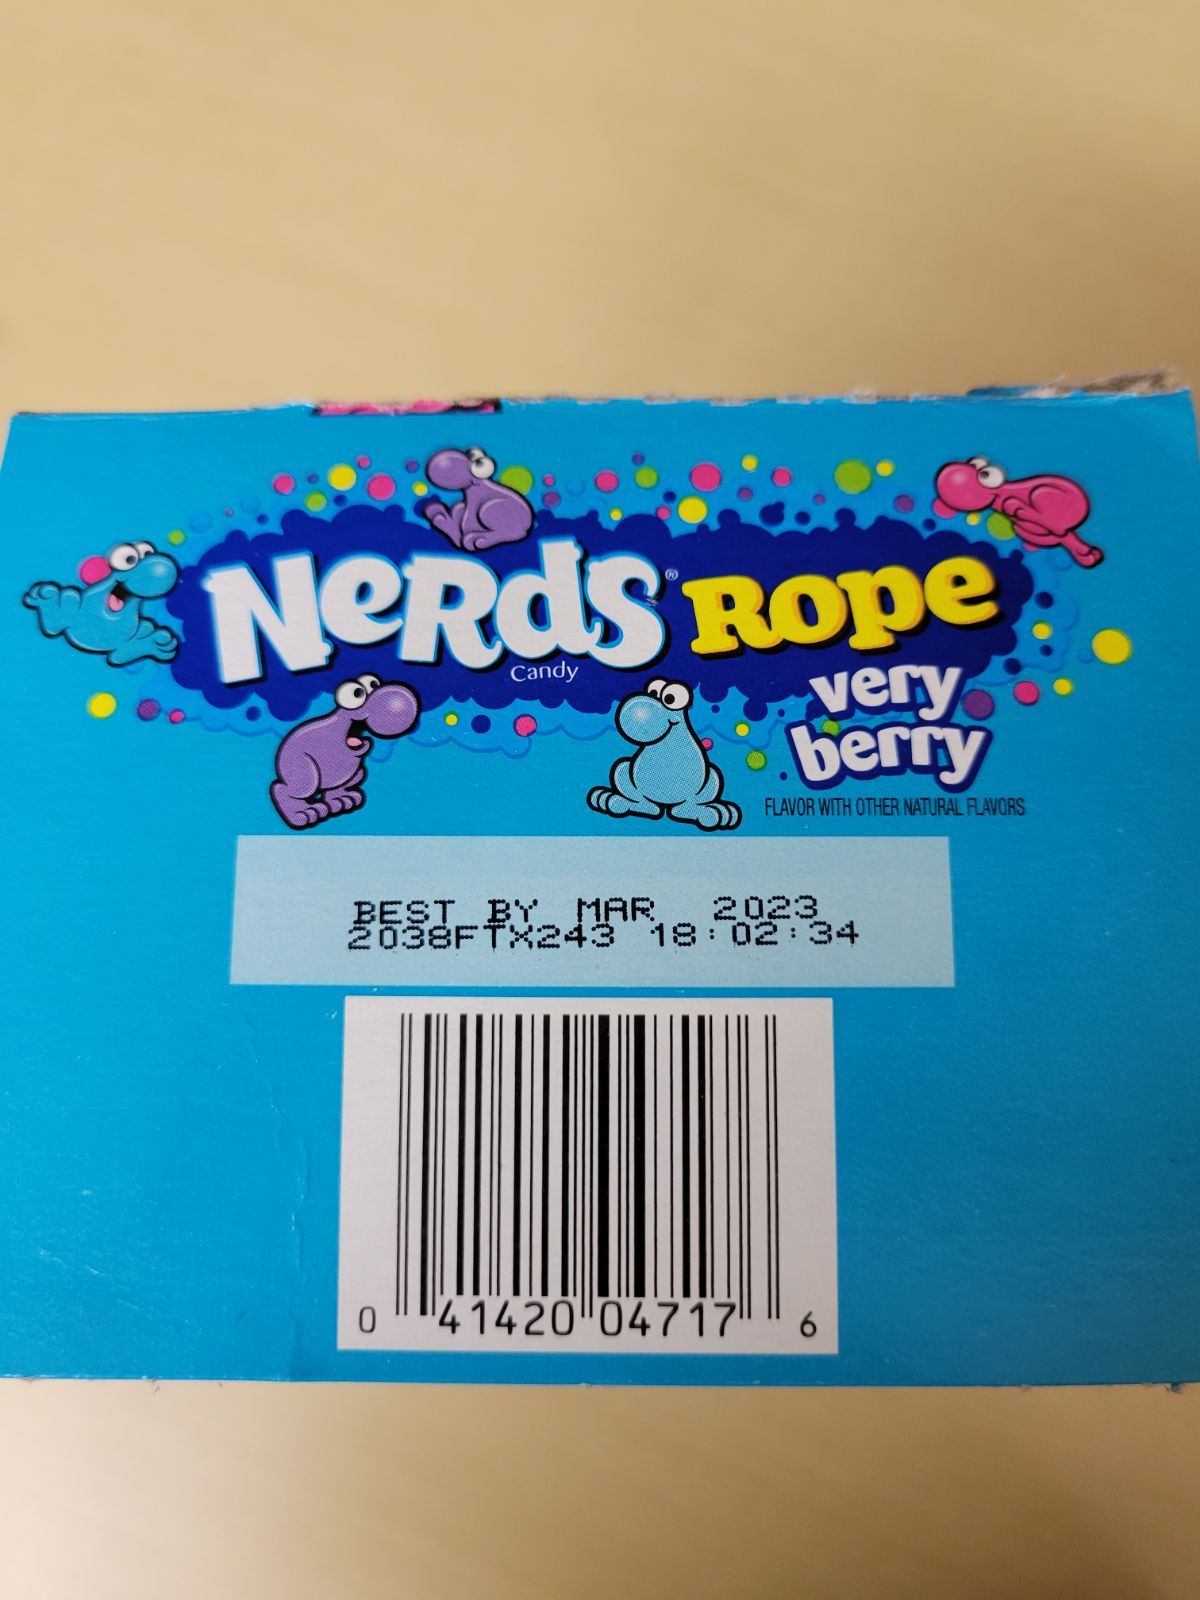 NeRds® Rope
Candy
very
berry
FLAVOR WITH OTHER NATURAL FLAVORS
BEST BY MAR 2023
2038FTX243 18:02:34
0 41420 04717 6